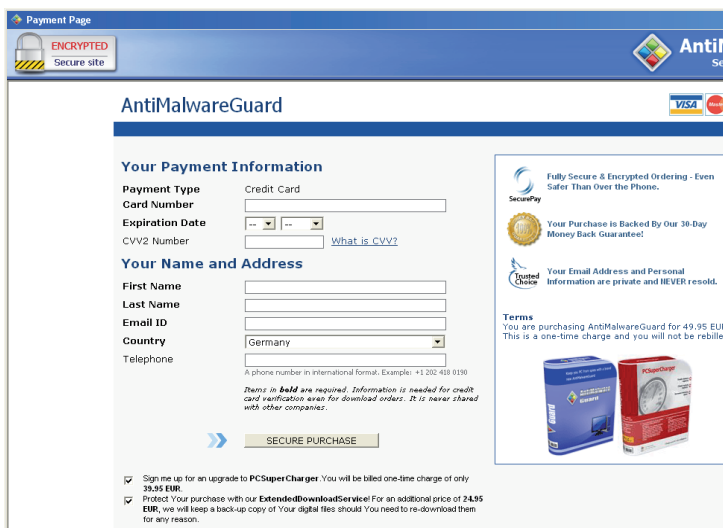 Payment Page
ENCRYPTED
Secure site
AntiM
Se
AntiMalwareGuard
VISA
Your Payment Information
Payment Type Credit Card
Card Number
Expiration Date -- --
CVV2 Number What is CVV?
Your Name and Address
First Name
Last Name
Email ID
Country Germany
Telephone
A phone number in international format. Example: +1 202 418 0190
Items in bold are required. Information is needed for credit
card verification even for download orders. It is never shared
with other companies.
SECURE PURCHASE
Sign me up for an upgrade to PCSuperCharger.You will be billed one-time charge of only
39.95 EUR.
Protect Your purchase with our ExtendedDownloadService! For an additional price of 24.95
EUR, we will keep a back-up copy of Your digital files should You need to re-download them
for any reason.
SecurePay
Fully Secure & Encrypted Ordering - Even
Safer Than Over the Phone.
Your Purchase is Backed By Our 30-Day
Money Back Guarantee!
Trusted
Choice
Your Email Address and Personal
Information are private and NEVER resold.
Terms
You are purchasing AntiMalwareGuard for 49.95 EUR
This is a one-time charge and you will not be rebille
Guard
PCSuperCharger